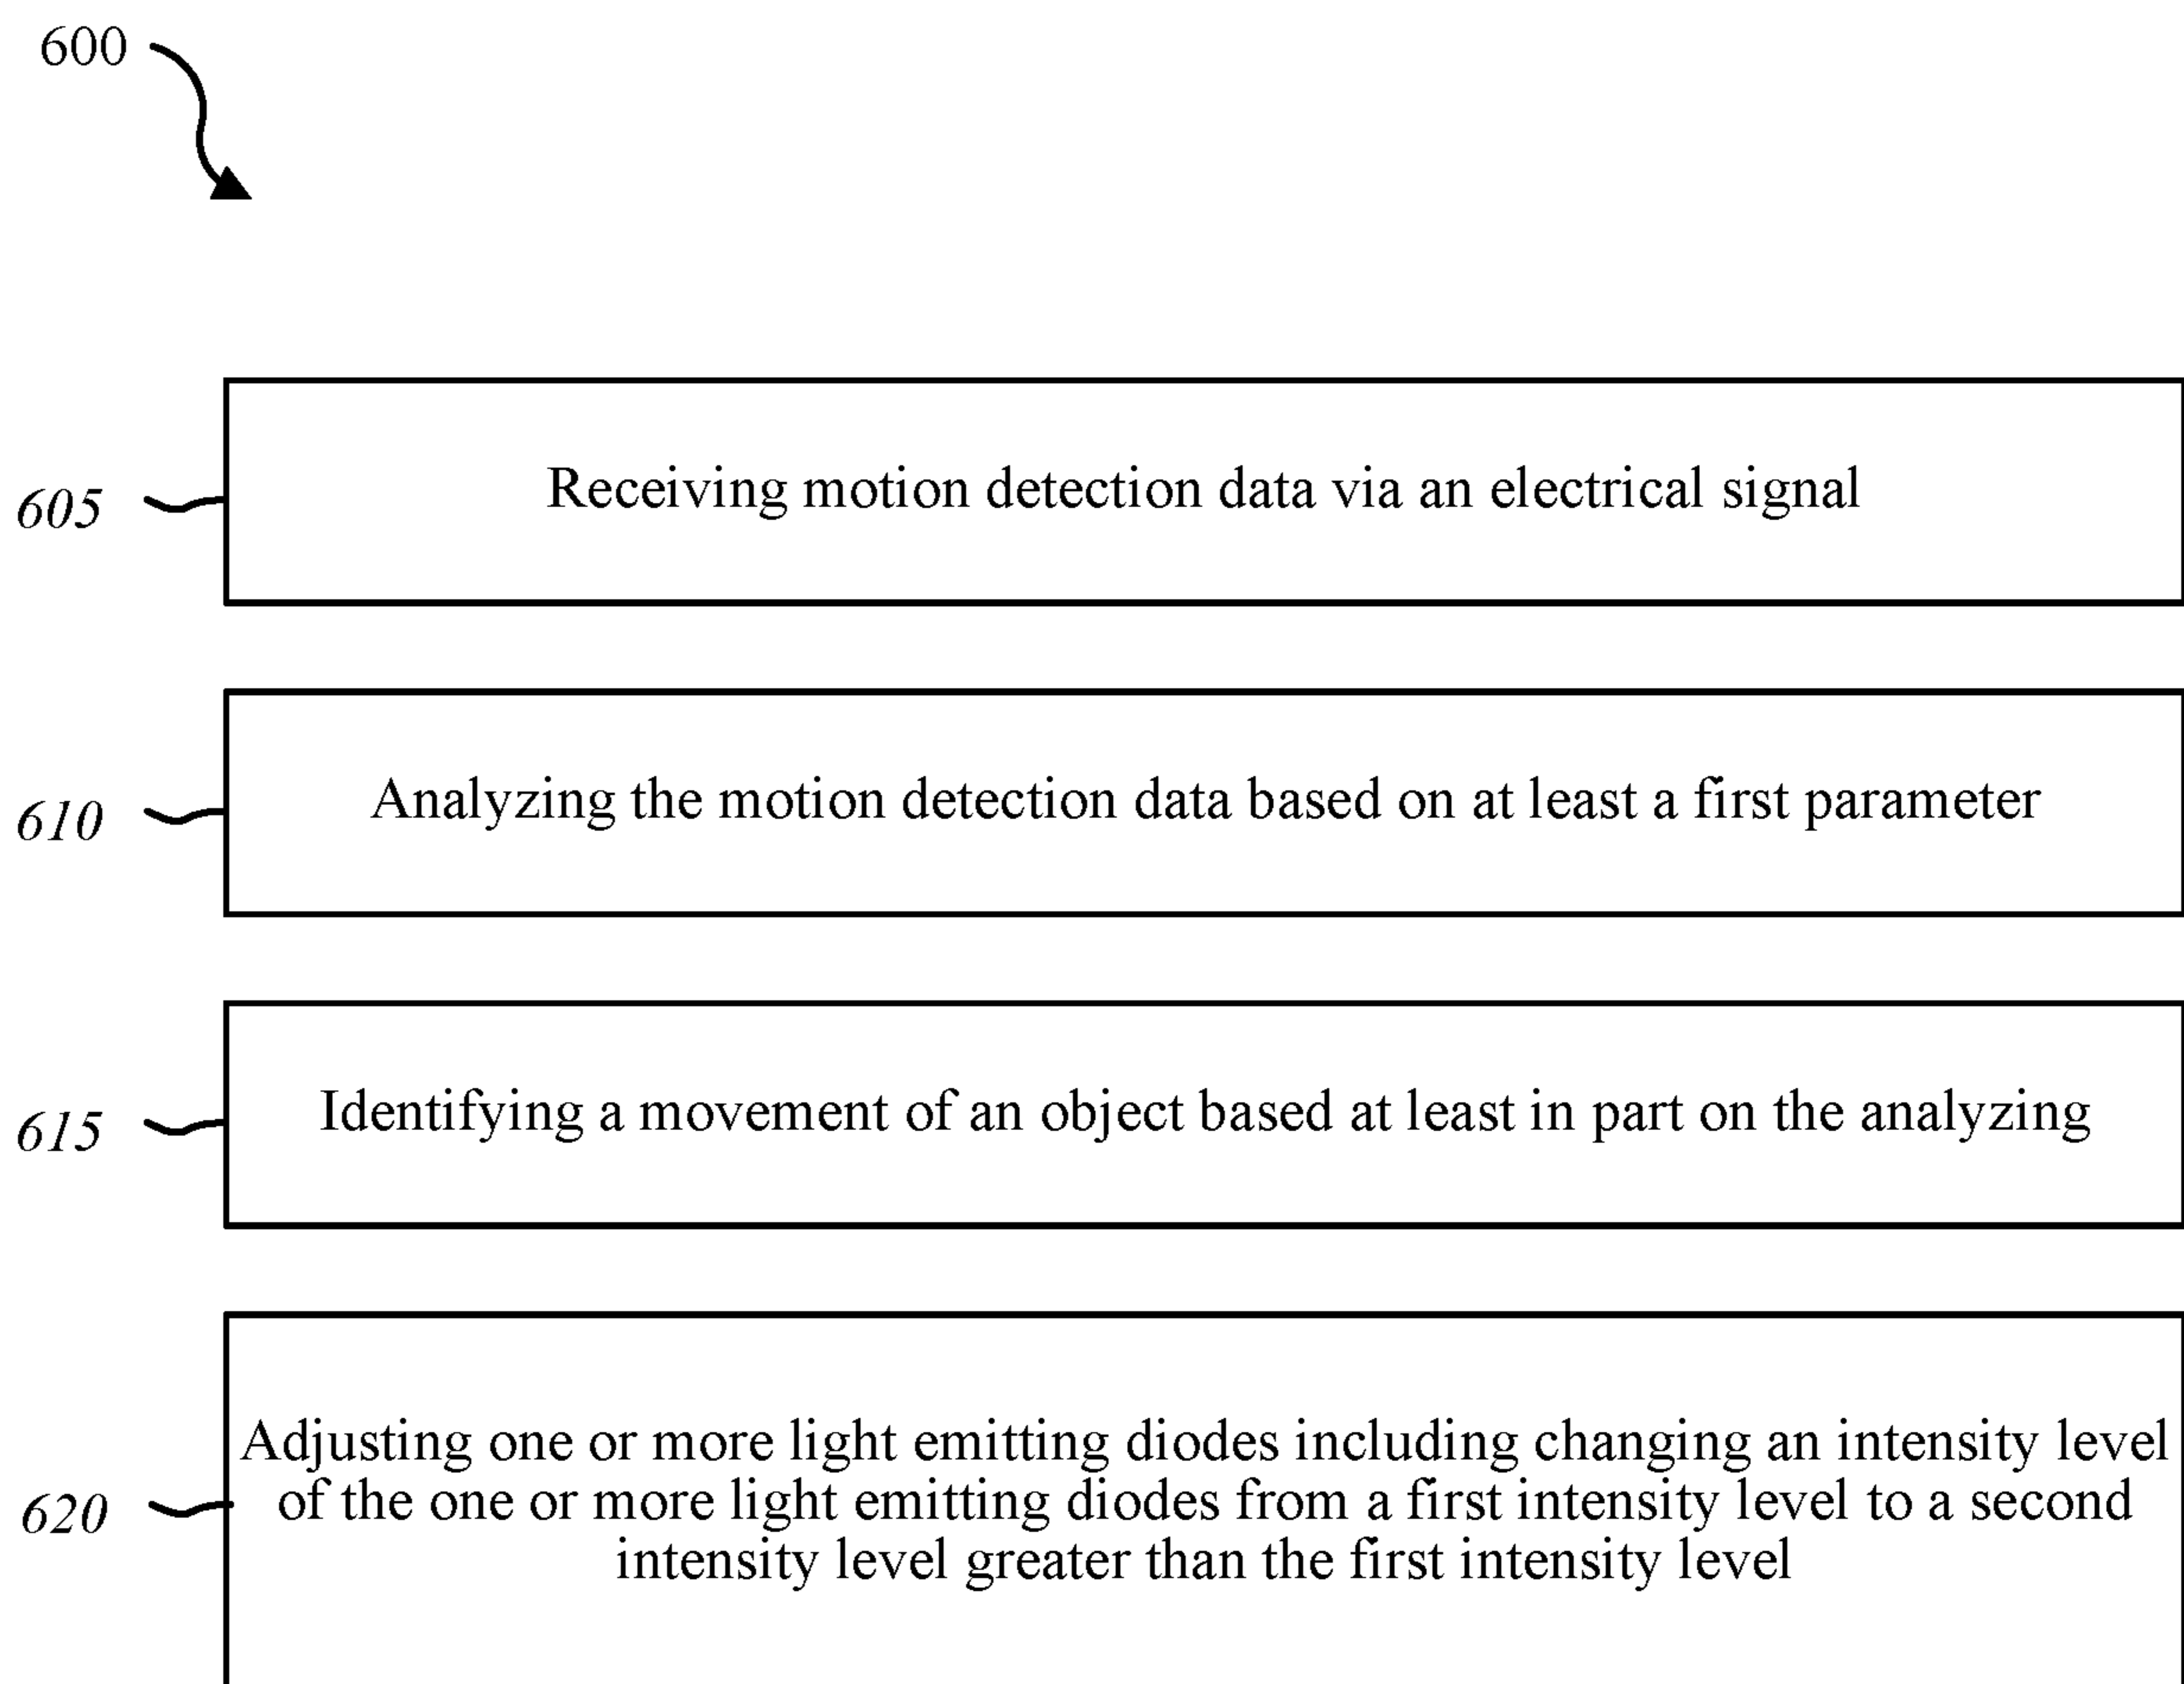 600
605
Receiving motion detection data via an electrical signal
610
Analyzing the motion detection data based on at least a first parameter
615
Identifying a movement of an object based at least in part on the analyzing
620
Adjusting one or more light emitting diodes including changing an intensity level
of the one or more light emitting diodes from a first intensity level to a second
intensity level greater than the first intensity level